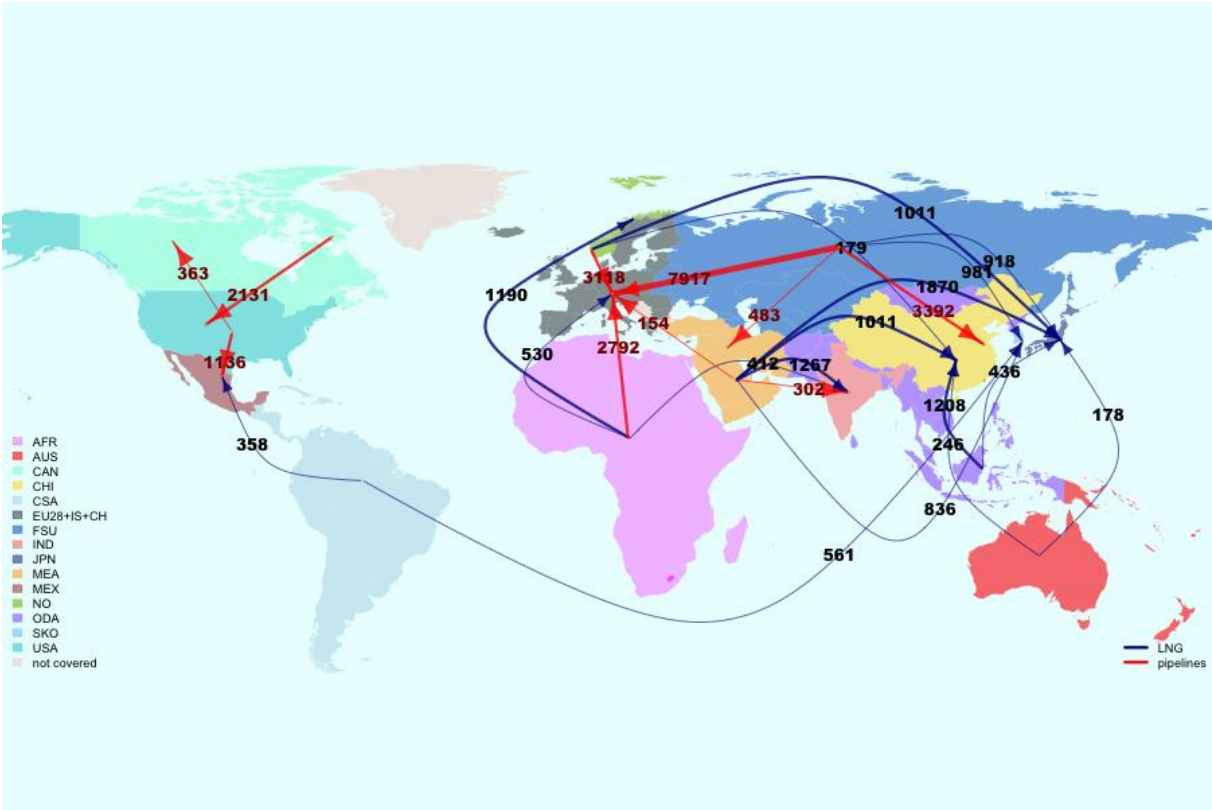 1011
179
918
981
363
3118
7917
1870
2131
1190
3392
483
154
1011
2792
530
1136
412
1267
436
302
1208
178
358
246
836
561
AFR
AUS
CAN
CHI
CSA
EU28+IS+CH
FSU
IND
JPN
MEA
MEX
NO
ODA
SKO
USA
not covered
LNG
pipelines